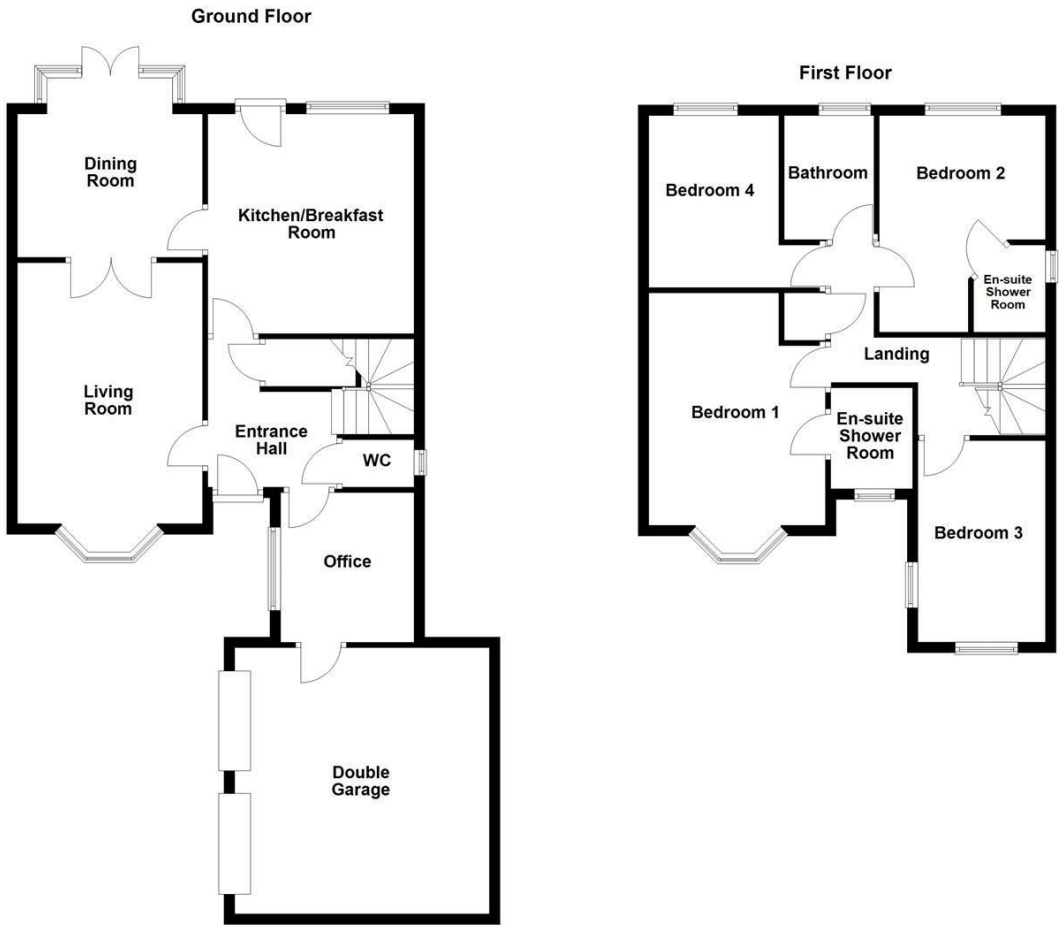 Ground Floor
Dining
Room
Kitchen/Breakfast
Room
Living
Room
Entrance
Hall
WC
Office
Double
Garage
First Floor
Bedroom 4
Bathroom
Bedroom 2
En-suite
Shower
Room
Landing
Bedroom 1
En-suite
Shower
Room
Bedroom 3